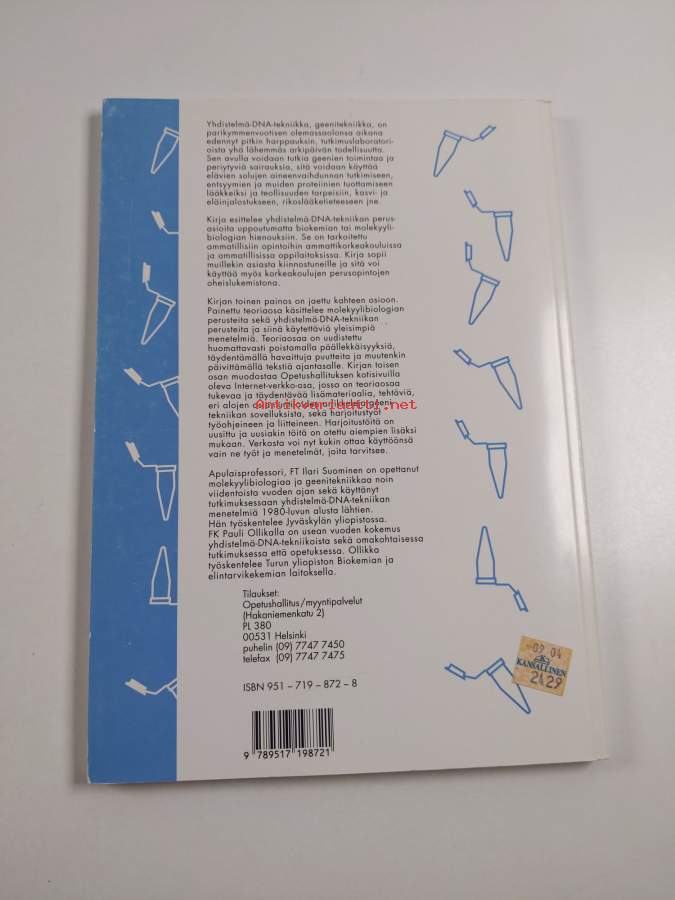 Yhdistelmä-DNA-tekniikka, geenitekniikka, on
parikymmenvuotisen olemassaolonsa aikana
edennyt pitkin harppauksin, tutkimuslaboratori-
oista yhä lähemmäs arkipäivän todellisuutta.
Sen avulla voidaan tutkia geenien toimintaa ja
periytyviä sairauksia, sitä voidaan käyttää
elävien solujen aineenvaihdunnan tutkimiseen,
entsyymien ja muiden proteiinien tuottamiseen
lääkkeiksi ja teollisuuden tarpeisiin, kasvi- ja
eläinjalostukseen, rikoslääketieteeseen jne.
Kirja esittelee yhdistelmä-DNA-tekniikan perus-
asioita uppoutumatta biokemian tai molekyyli-
biologian hienouksiin. Se on tarkoitettu
ammatillisiin opintoihin ammattikorkeakouluissa
ja ammatillisissa oppilaitoksissa. Kirja sopii
muillekin asiasta kiinnostuneille ja sitä voi
käyttää myös korkeakoulujen perusopintojen
oheislukemistona.
Kirjan toinen painos on jaettu kahteen osioon.
Painettu teoriaosa käsittelee molekyylibiologian
perusteita sekä yhdistelmä-DNA-tekniikan
perusteita ja siinä käytettäviä yleisimpiä
menetelmiä. Teoriaosaa on uudistettu
huomattavasti poistamalla päällekkäisyyksiä,
täydentämällä havaittuja puutteita ja muutenkin
päivittämällä tekstiä ajantasalle. Kirjan toisen
osan muodostaa Opetushallituksen kotisivuilla
oleva Internet-verkko-osa, jossa on teoriaosaa
tukevaa ja täydentävää lisämateriaalia, tehtäviä,
eri alojen
Antikvariaatti.net
tekniikan sovelluksista, sekä harjoitustyöt
työohjeineen ja liitteineen. Harjoitustöitä on
uusittu ja uusiakin töitä on otettu aiempien lisäksi
mukaan. Verkosta voi nyt kukin ottaa käyttöönsä
vain ne työt ja menetelmät, joita tarvitsee.
Apulaisprofessori, FT Ilari Suominen on opettanut
molekyylibiologiaa ja geenitekniikkaa noin
viidentoista vuoden ajan sekä käyttänyt
tutkimuksessaan yhdistelmä-DNA-tekniikan
menetelmiä 1980-luvun alusta lähtien.
Hän työskentelee Jyväskylän yliopistossa.
FK Pauli Ollikalla on usean vuoden kokemus
yhdistelmä-DNA-tekniikoista sekä omakohtaisessa
tutkimuksessa että opetuksessa. Ollikka
työskentelee Turun yliopiston Biokemian ja
elintarvikekemian laitoksella.
Tilaukset:
Opetushallitus/myyntipalvelut
(Hakaniemenkatu 2)
PL 380
00531 Helsinki
puhelin (09) 7747 7450
telefax (09) 7747 7475
ISBN 951 – 719 – 872 – 8
9 789517 198721
02 04
K
KANSALLINEN
2429